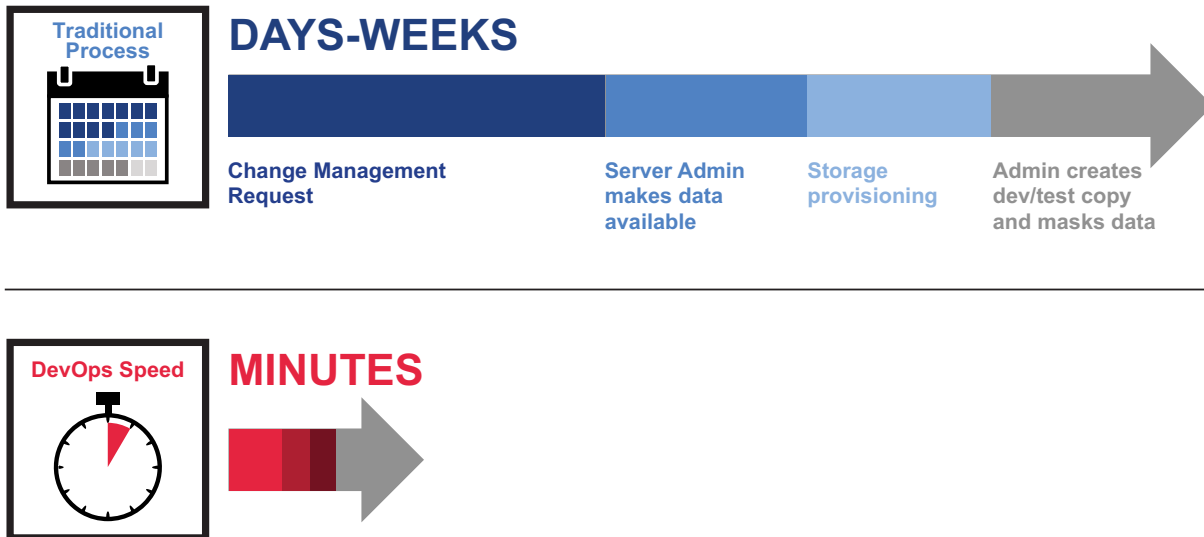 Traditional
Process
DAYS-WEEKS
Change Management
Request
Server Admin
makes data
available
Storage
provisioning
Admin creates
dev/test copy
and masks data
DevOps Speed
MINUTES